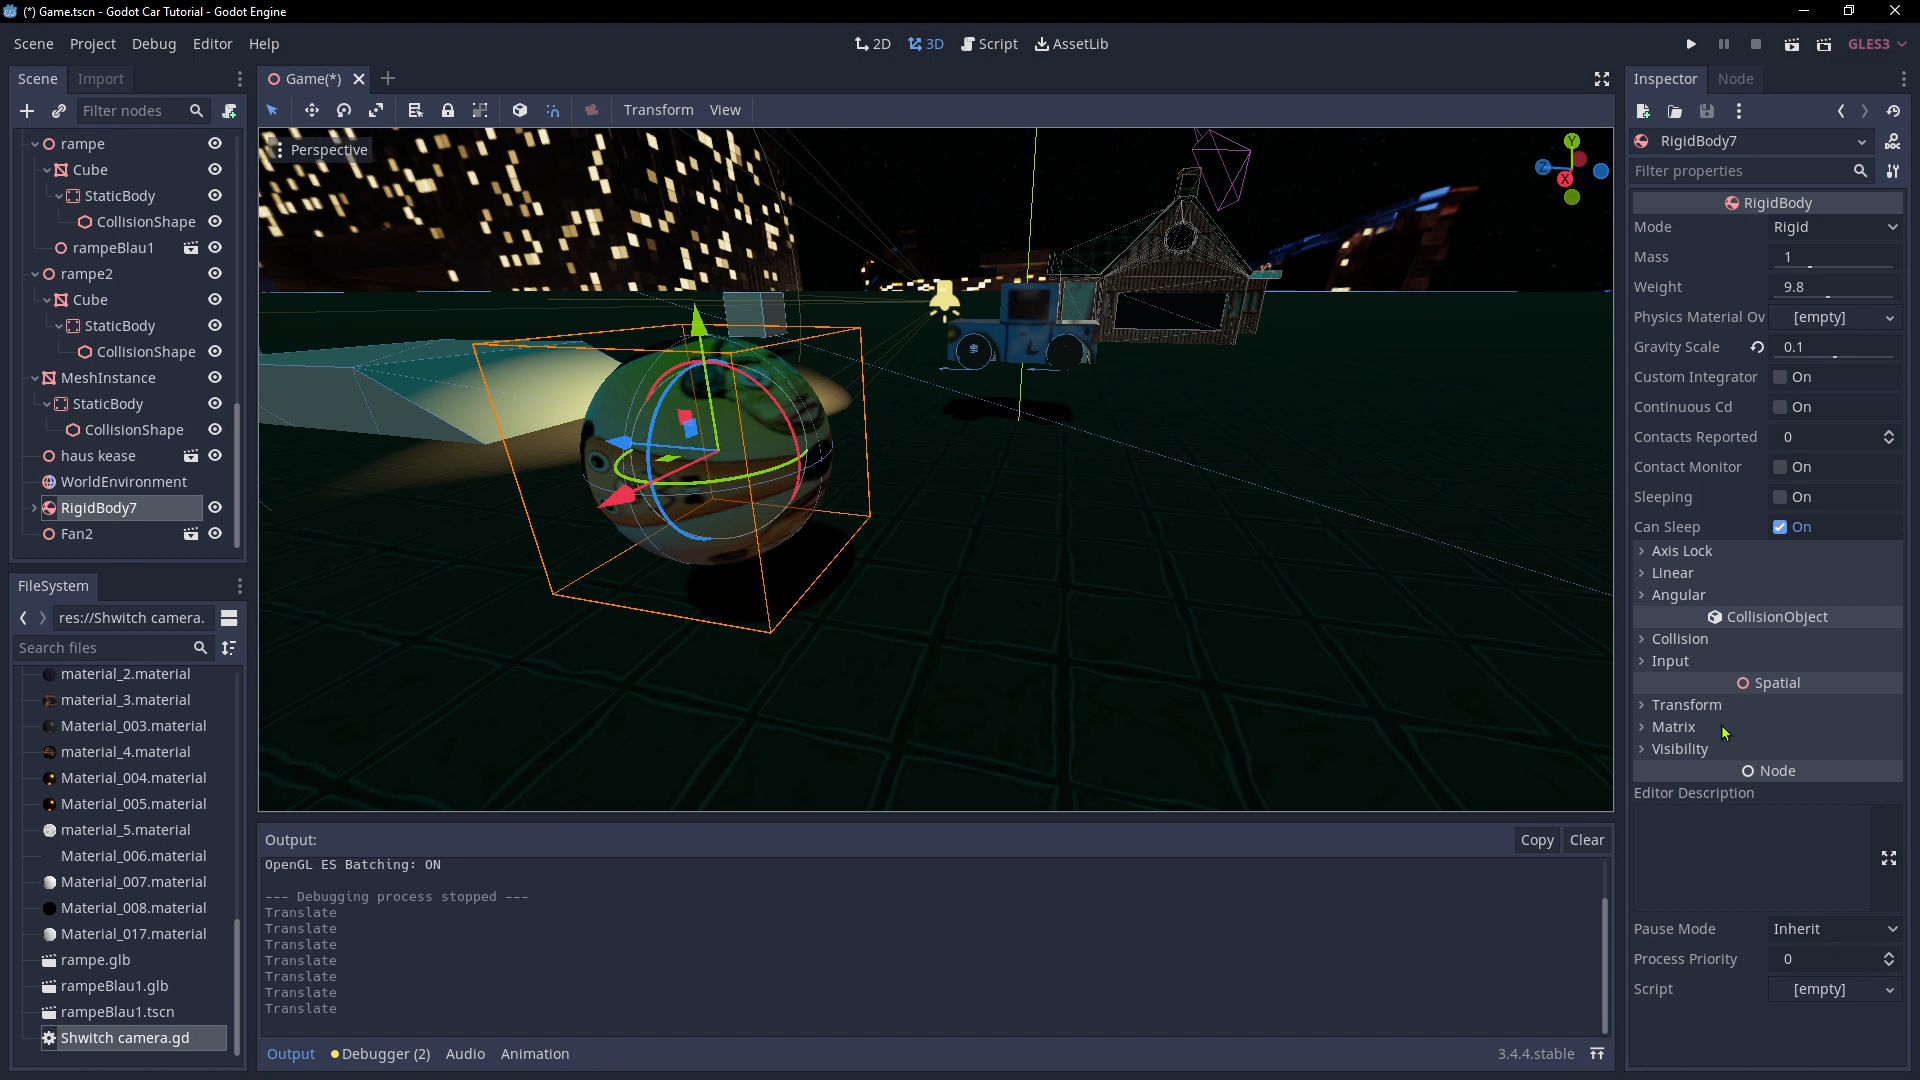 (*) Game.tscn - Godot Car Tutorial - Godot Engine
Scene Project Debug Editor Help
2D 3D Script AssetLib
GLES3
Scene Import
Filter nodes
rampe
Cube
StaticBody
CollisionShape
rampeBlau1
rampe2
Cube
StaticBody
CollisionShape
MeshInstance
StaticBody
CollisionShape
haus kease
WorldEnvironment
RigidBody7
Fan2
FileSystem
res://Shwitch camera.
Search files
material_2.material
material_3.material
Material_003.material
material_4.material
Material_004.material
Material_005.material
material_5.material
Material_006.material
Material_007.material
Material_008.material
Material_017.material
rampe.glb
rampeBlau1.glb
rampeBlau1.tscn
Shwitch camera.gd
Game(*)
Transform View
Perspective
Y
Z
X
Output:
Copy Clear
OpenGL ES Batching: ON
--- Debugging process stopped ---
Translate
Translate
Translate
Translate
Translate
Translate
Translate
Output Debugger (2) Audio Animation
3.4.4.stable
Inspector Node
RigidBody7
Filter properties
RigidBody
Mode Rigid
Mass 1
Weight 9.8
Physics Material Ov [empty]
Gravity Scale 0.1
Custom Integrator On
Continuous Cd On
Contacts Reported 0
Contact Monitor On
Sleeping On
Can Sleep On
Axis Lock
Linear
Angular
CollisionObject
Collision
Input
Spatial
Transform
Matrix
Visibility
Node
Editor Description
Pause Mode Inherit
Process Priority 0
Script [empty]